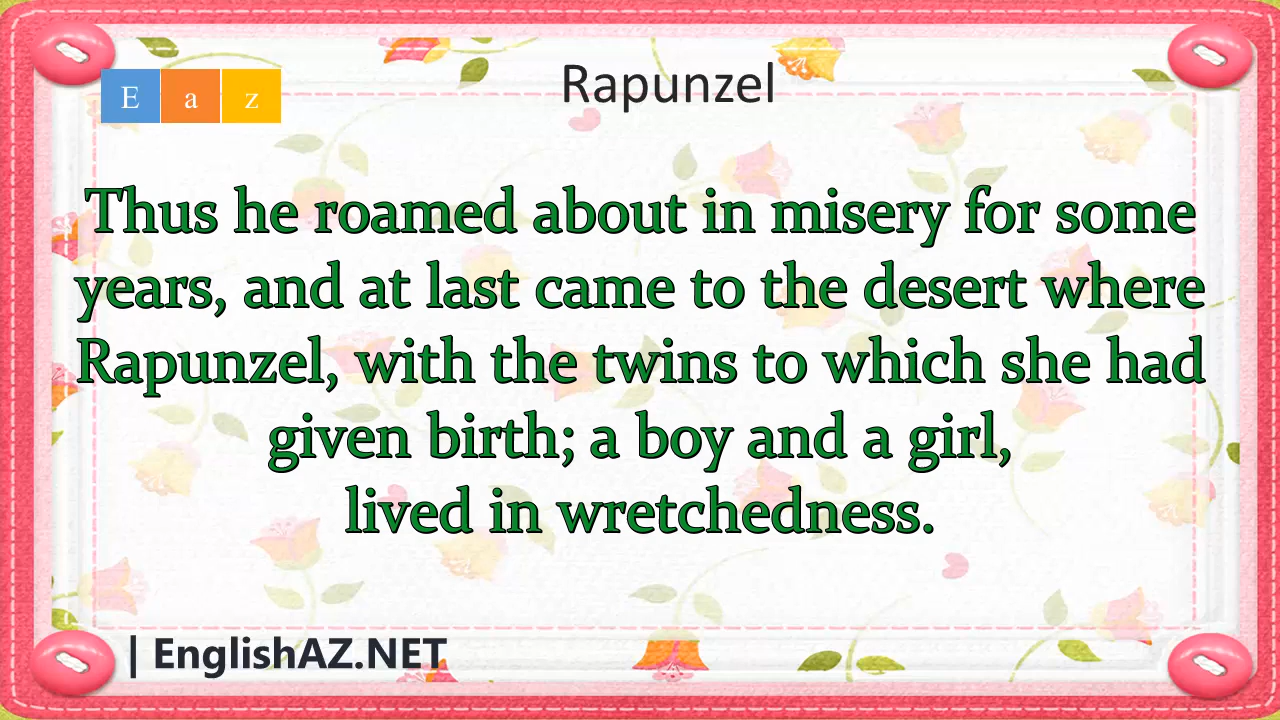 Rapunzel
E a z
Thus he roamed about in misery for some
years, and at last came to the desert where
Rapunzel, with the twins to which she had
given birth; a boy and a girl,
lived in wretchedness.
| EnglishAZ.NET